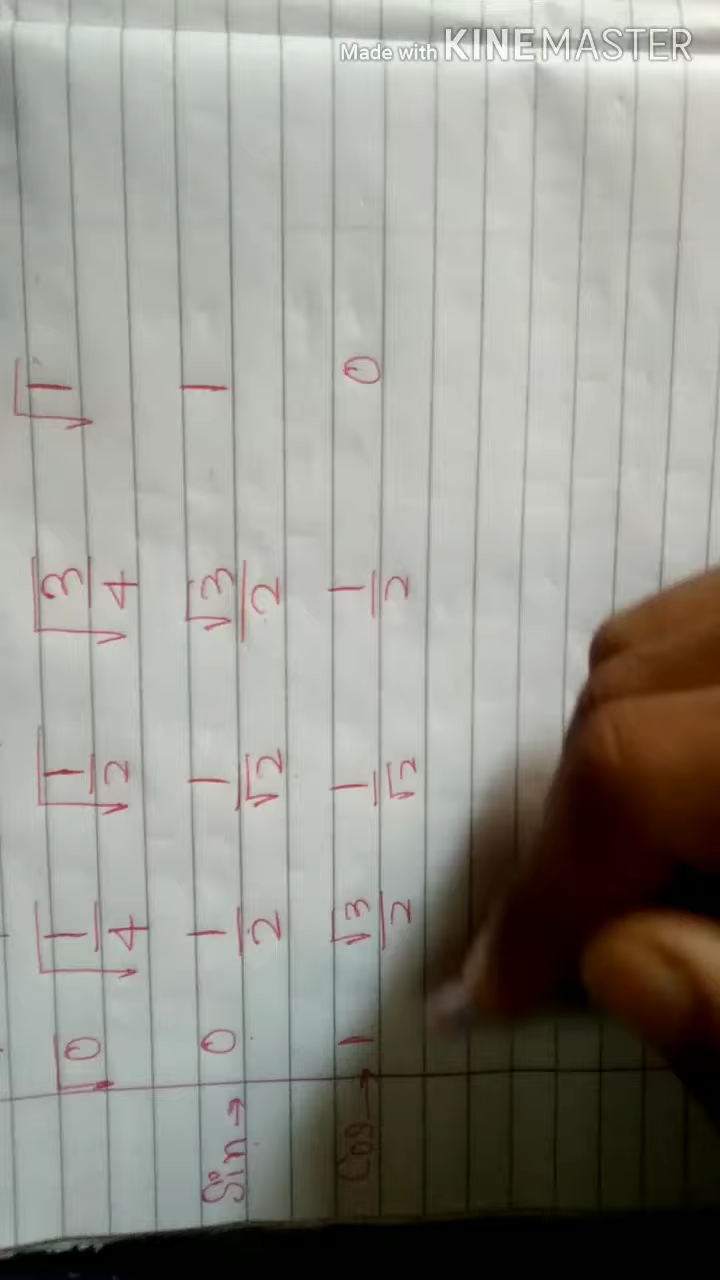 Made with KINEMASTER
√0 √1/4 √1/2 √3/4 √1
Sin → 0 1/2 1/√2 √3/2 1
Cos → 1 √3/2 1/√2 1/2 0